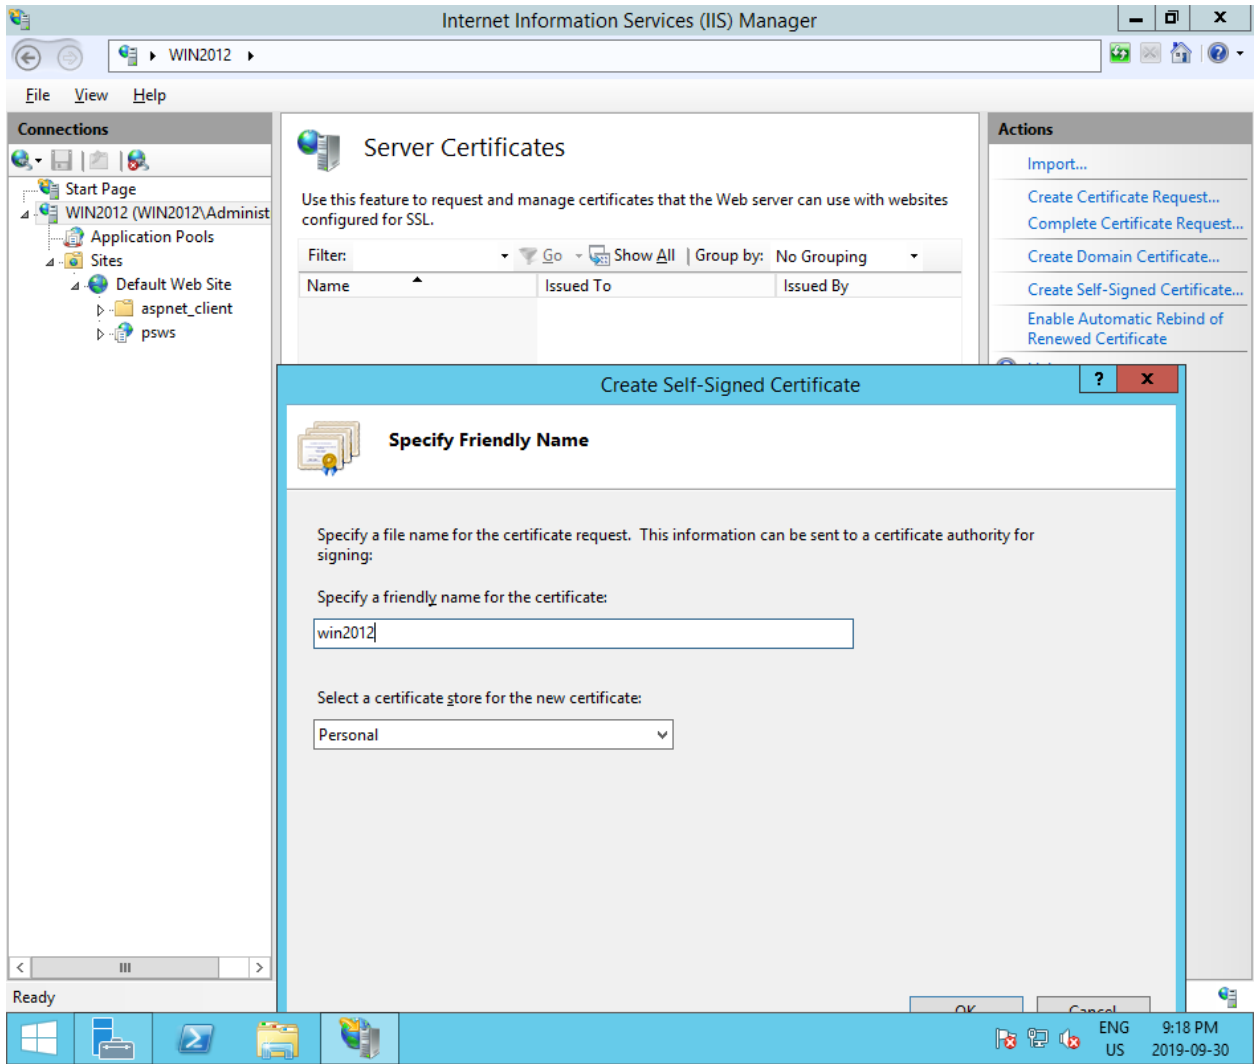 Internet Information Services (IIS) Manager
WIN2012
File View Help
Connections
Start Page
WIN2012 (WIN2012\Administ
Application Pools
Sites
Default Web Site
aspnet_client
psws
Server Certificates
Use this feature to request and manage certificates that the Web server can use with websites
configured for SSL.
Filter: Go Show All Group by: No Grouping
Name Issued To Issued By
Actions
Import...
Create Certificate Request...
Complete Certificate Request...
Create Domain Certificate...
Create Self-Signed Certificate...
Enable Automatic Rebind of
Renewed Certificate
Create Self-Signed Certificate
Specify Friendly Name
Specify a file name for the certificate request. This information can be sent to a certificate authority for
signing:
Specify a friendly name for the certificate:
win2012
Select a certificate store for the new certificate:
Personal
OK Cancel
Ready
ENG
US
9:18 PM
2019-09-30